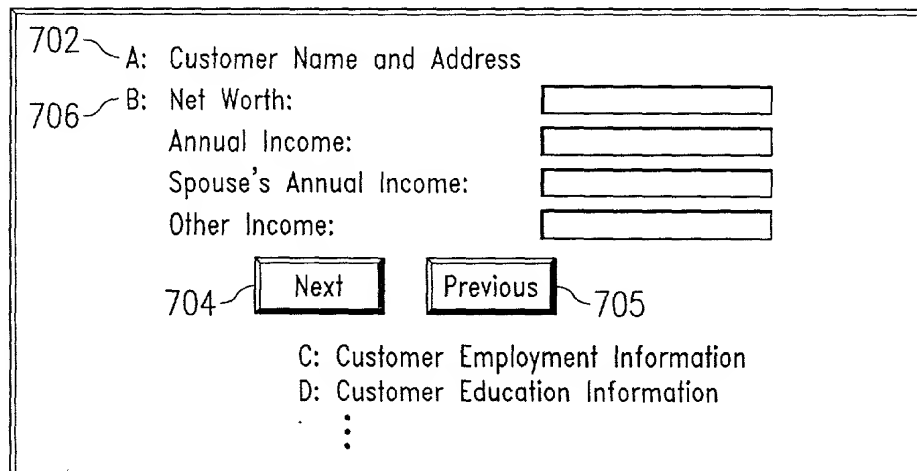 702 A: Customer Name and Address
706 B: Net Worth:
Annual Income:
Spouse's Annual Income:
Other Income:
704 Next Previous 705
C: Customer Employment Information
D: Customer Education Information